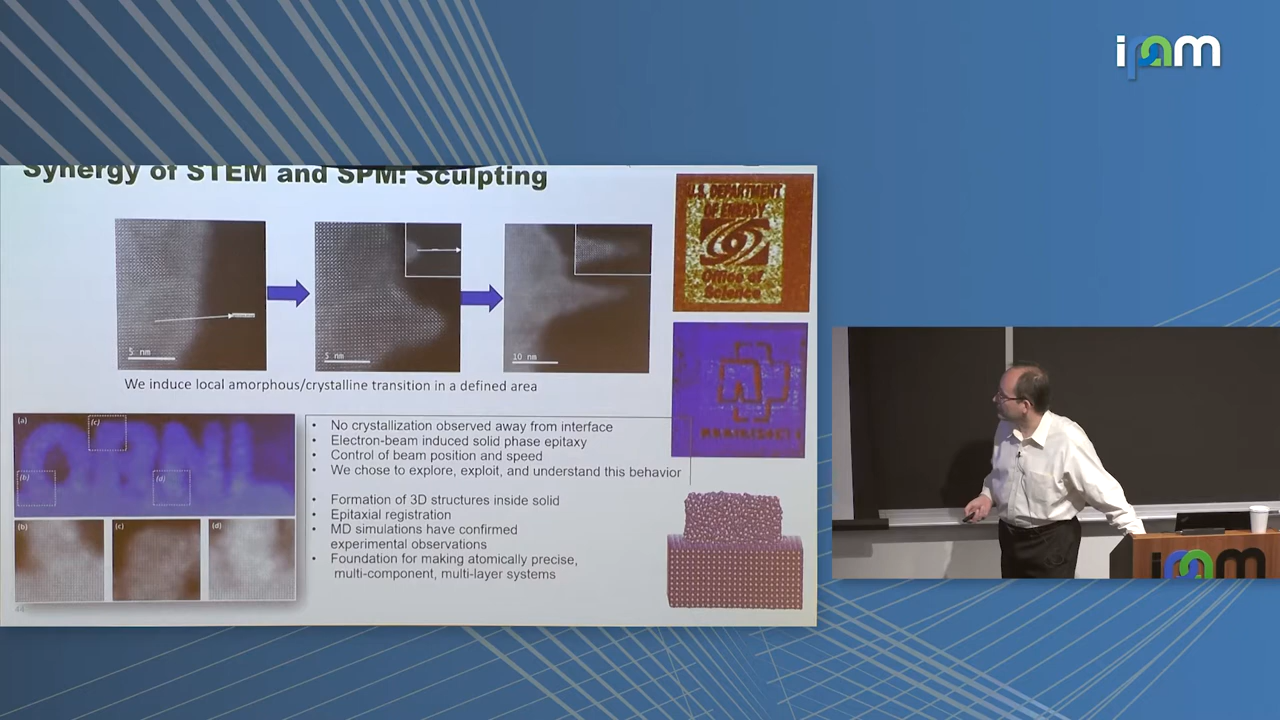 ipam
Synergy of STEM and SPM: Sculpting
5 nm
5 nm
10 nm
We induce local amorphous/crystalline transition in a defined area
U.S. DEPARTMENT
OF ENERGY
Office of
Science
RAMMSTEIN
(a)
(c)
(b)
(d)
ORNL
(b)
(c)
(d)
• No crystallization observed away from interface
• Electron-beam induced solid phase epitaxy
• Control of beam position and speed
• We chose to explore, exploit, and understand this behavior
• Formation of 3D structures inside solid
• Epitaxial registration
• MD simulations have confirmed
experimental observations
• Foundation for making atomically precise,
multi-component, multi-layer systems
44
ipam